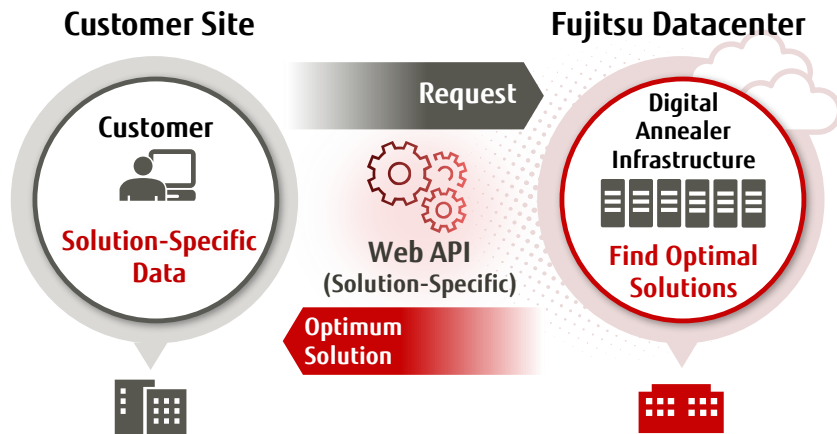 Customer Site
Fujitsu Datacenter
Customer
Solution-Specific
Data
Request
Web API
(Solution-Specific)
Optimum
Solution
Digital
Annealer
Infrastructure
Find Optimal
Solutions